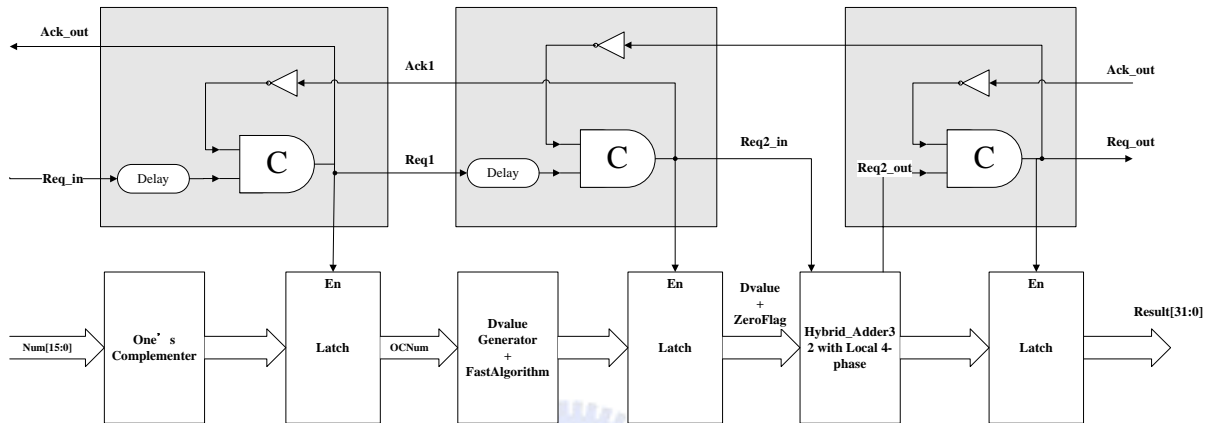 Ack_out
Ack1
Ack_out
C
C
C
Req_in
Delay
Req1
Delay
Req2_in
Req2_out
Req_out
En
En
En
Num[15:0]
One's
Complementer
Latch
OCNum
Dvalue
Generator
+
FastAlgorithm
Latch
Dvalue
+
ZeroFlag
Hybrid_Adder3
2 with Local 4-
phase
Latch
Result[31:0]